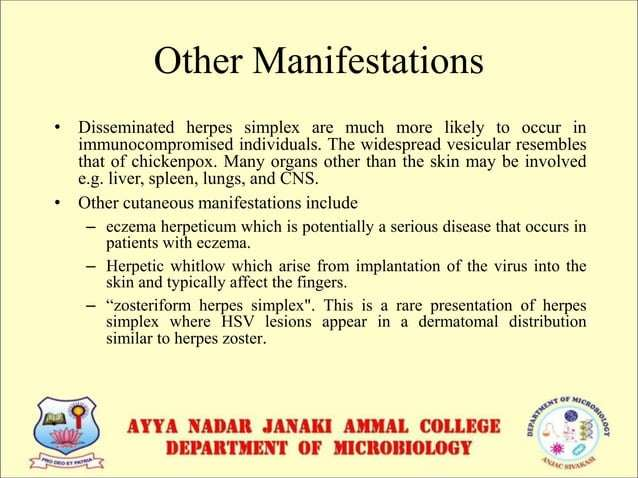 Other Manifestations
• Disseminated herpes simplex are much more likely to occur in
immunocompromised individuals. The widespread vesicular resembles
that of chickenpox. Many organs other than the skin may be involved
e.g. liver, spleen, lungs, and CNS.
• Other cutaneous manifestations include
– eczema herpeticum which is potentially a serious disease that occurs in
patients with eczema.
– Herpetic whitlow which arise from implantation of the virus into the
skin and typically affect the fingers.
– “zosteriform herpes simplex". This is a rare presentation of herpes
simplex where HSV lesions appear in a dermatomal distribution
similar to herpes zoster.
PRO DEO ET PATRIA
AYYA NADAR JANAKI AMMAL COLLEGE
DEPARTMENT OF MICROBIOLOGY
DEPARTMENT OF MICROBIOLOGY
ANJAC SIVAKASI